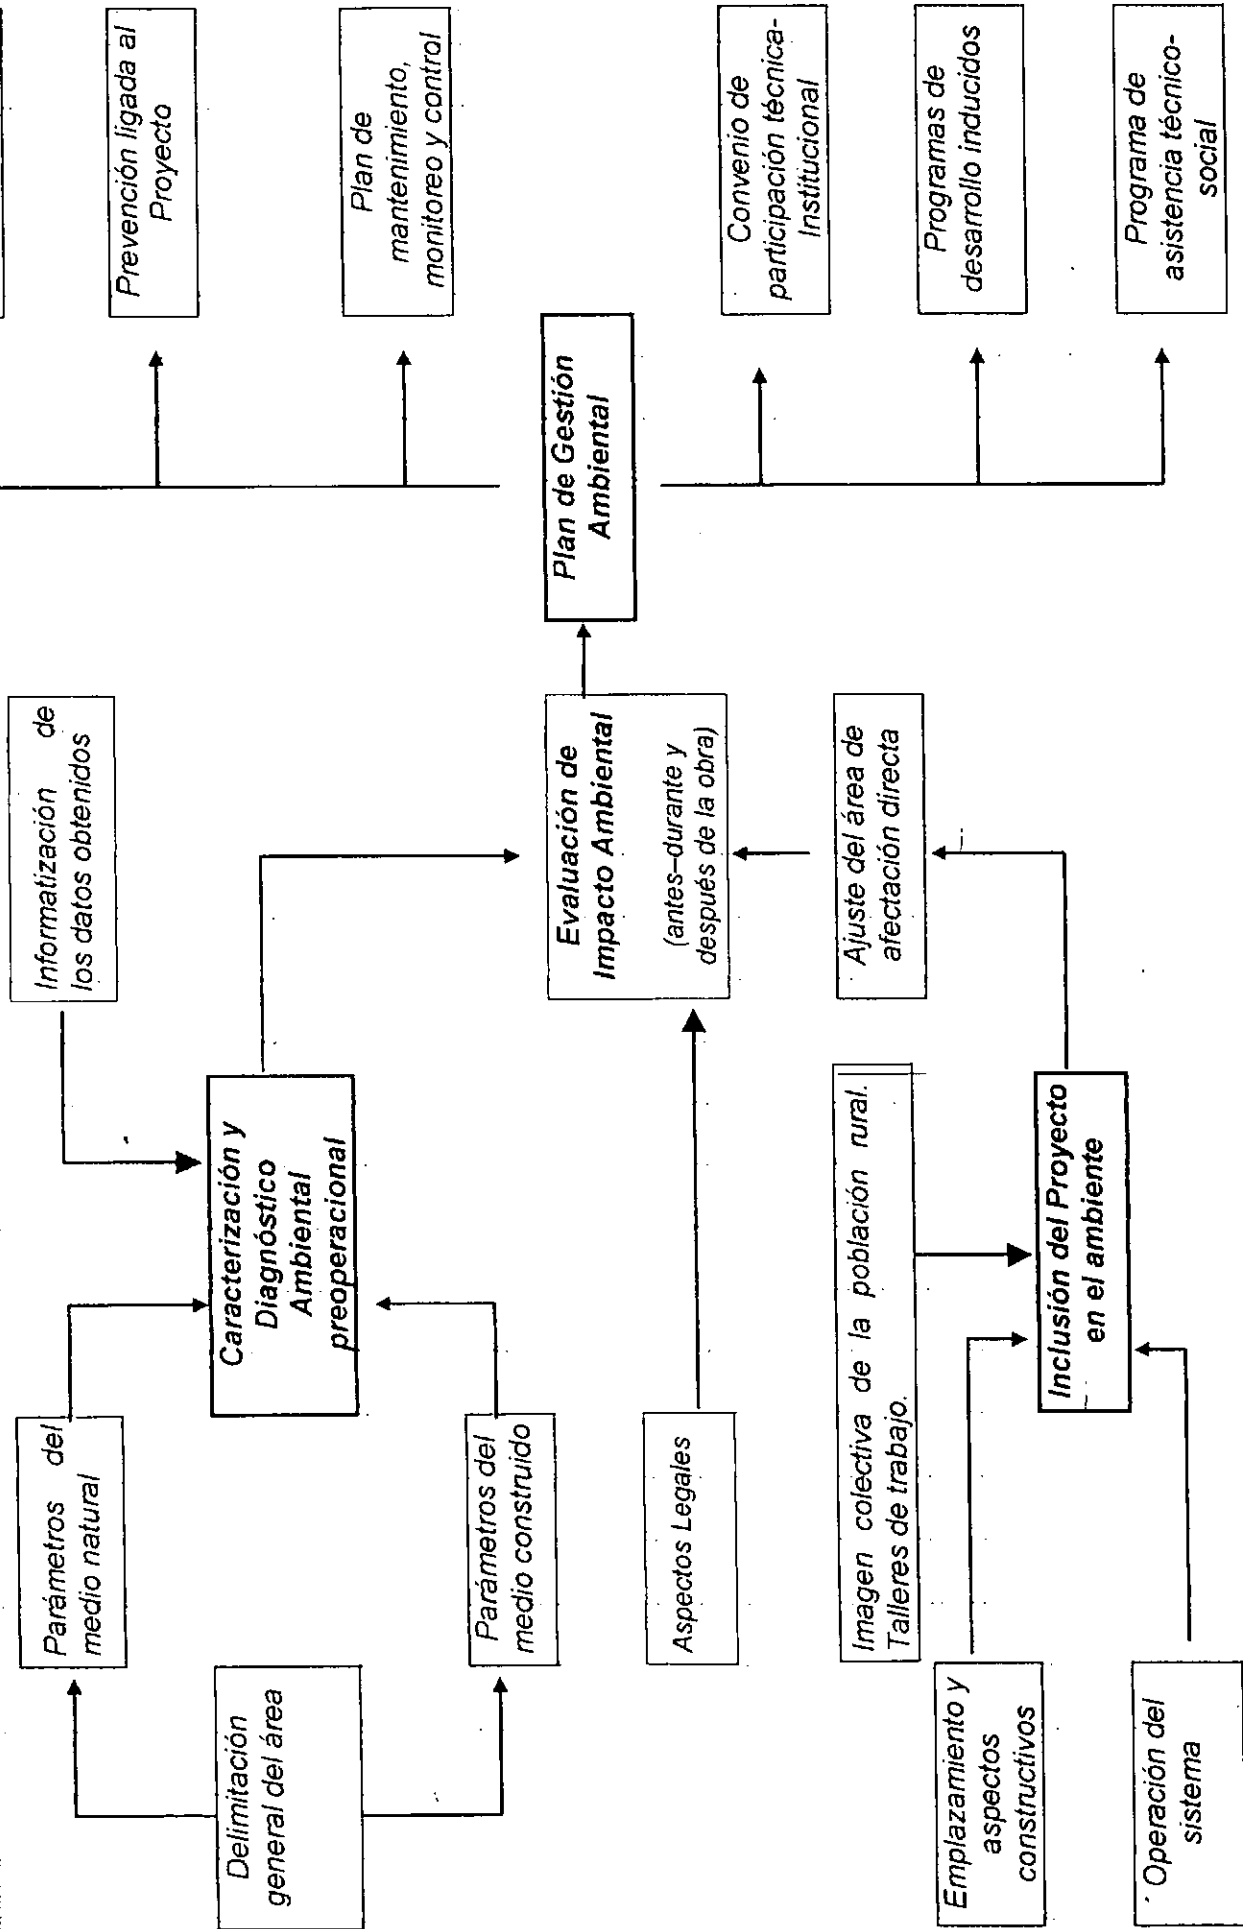 Delimitación
general del área
Parámetros del
medio natural
Parámetros del
medio construido
Informatización de
los datos obtenidos
Caracterización y
Diagnóstico
Ambiental
preoperacional
Aspectos Legales
Evaluación de
Impacto Ambiental
(antes–durante y
después de la obra)
Imagen colectiva de la población rural.
Talleres de trabajo.
Emplazamiento y
aspectos
constructivos
Operación del
sistema
Inclusión del Proyecto
en el ambiente
Ajuste del área de
afectación directa
Plan de Gestión
Ambiental
Prevención ligada al
Proyecto
Plan de
mantenimiento,
monitoreo y control
Convenio de
participación técnica-
Institucional
Programas de
desarrollo inducidos
Programa de
asistencia técnico-
social